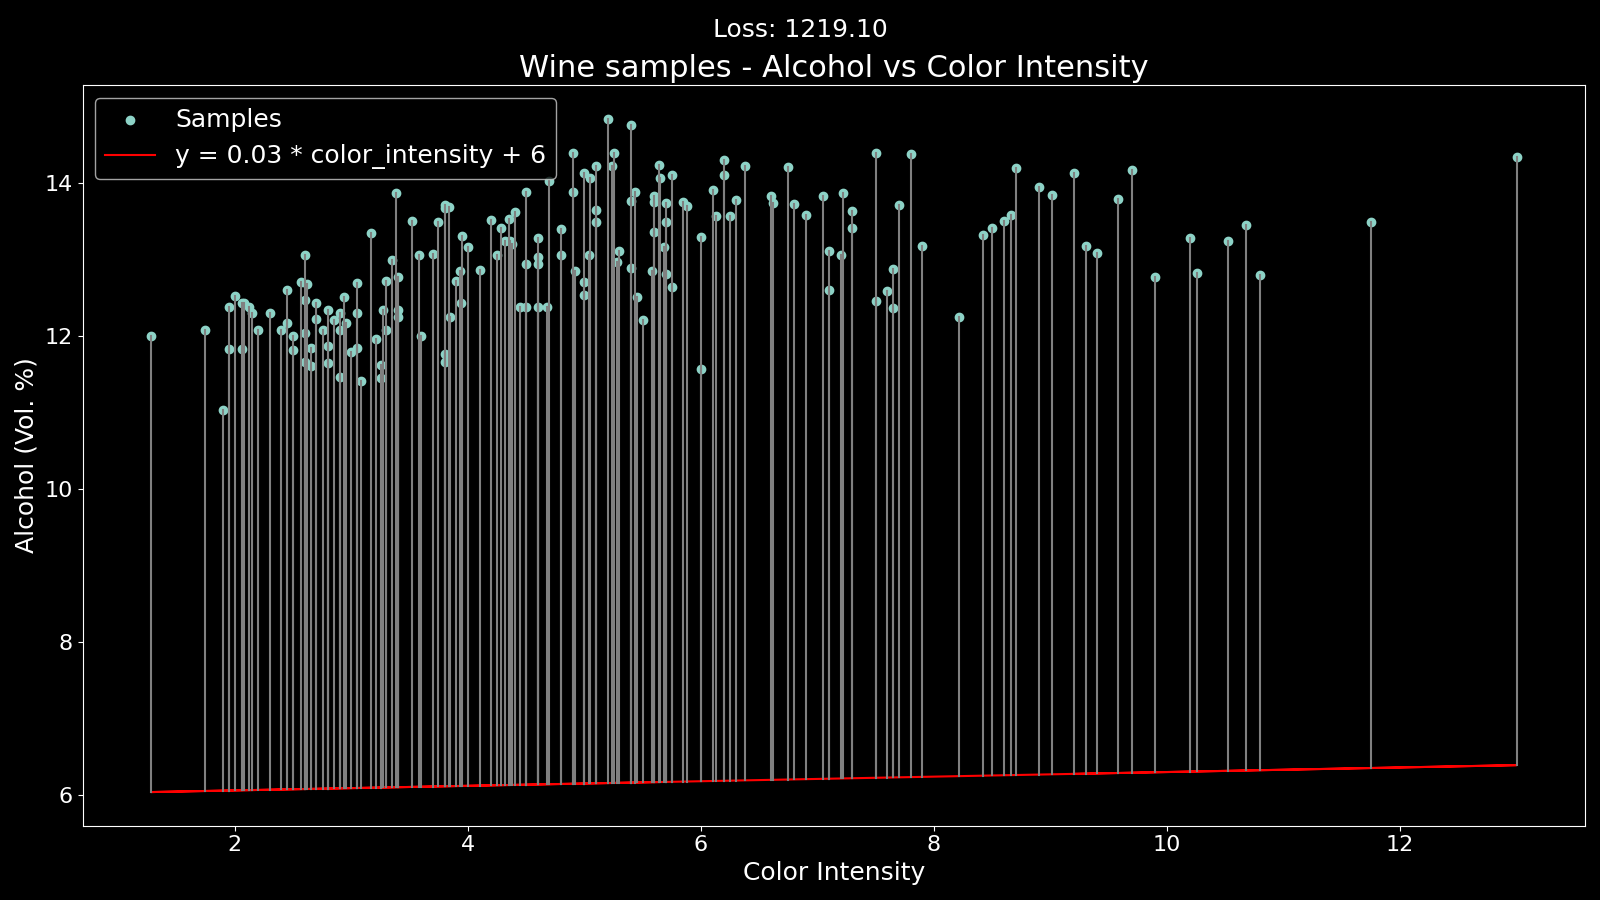 Loss: 1219.10
Wine samples - Alcohol vs Color Intensity
Samples
y = 0.03 * color_intensity + 6
Alcohol (Vol. %)
14
12
10
8
6
2 4 6 8 10 12
Color Intensity